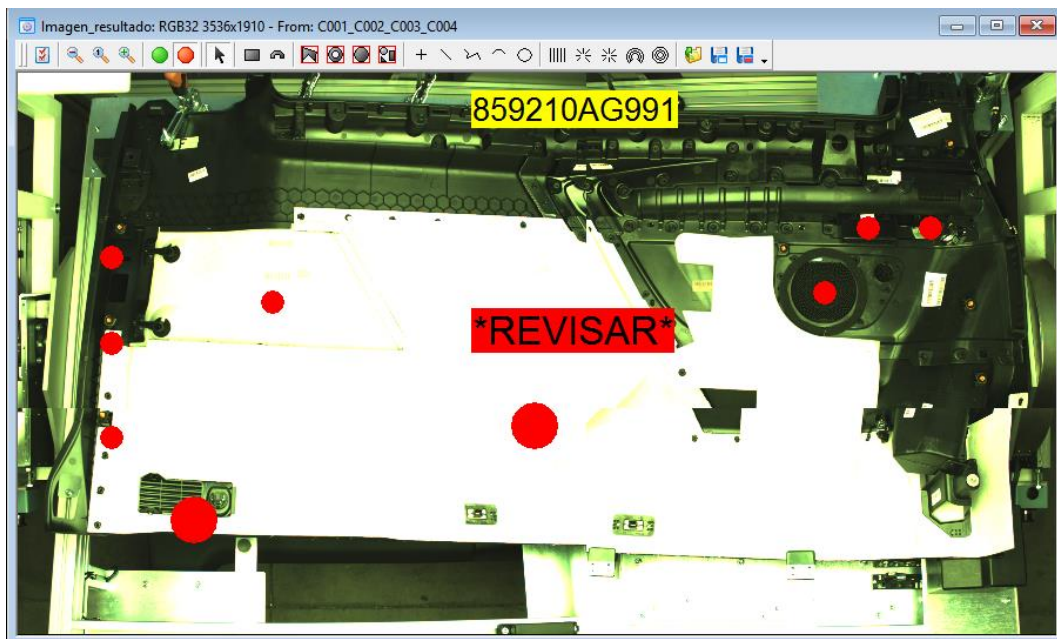 Imagen_resultado: RGB32 3536x1910 - From: C001_C002_C003_C004
859210AG991
*REVISAR*